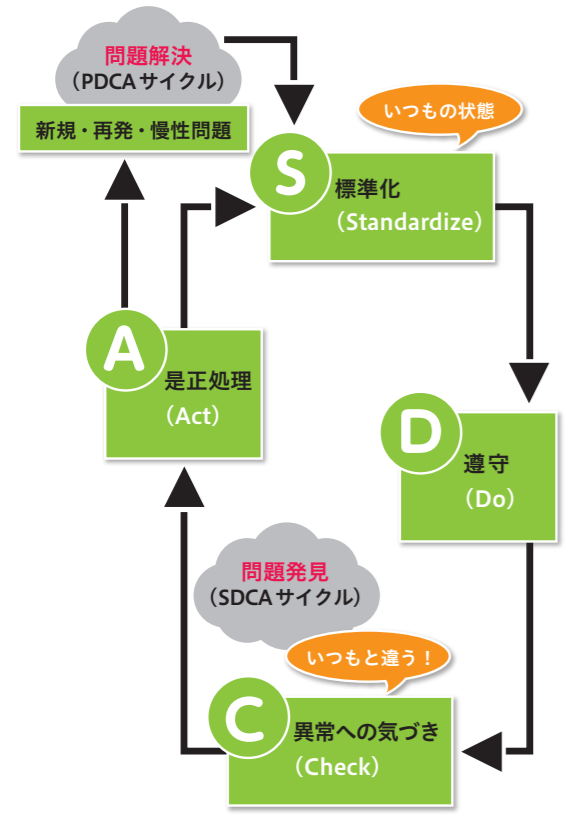 問題解決
（PDCAサイクル）
新規・再発・慢性問題
いつもの状態
S
標準化
（Standardize）
A
是正処理
（Act）
D
遵守
（Do）
問題発見
（SDCAサイクル）
いつもと違う！
C
異常への気づき
（Check）